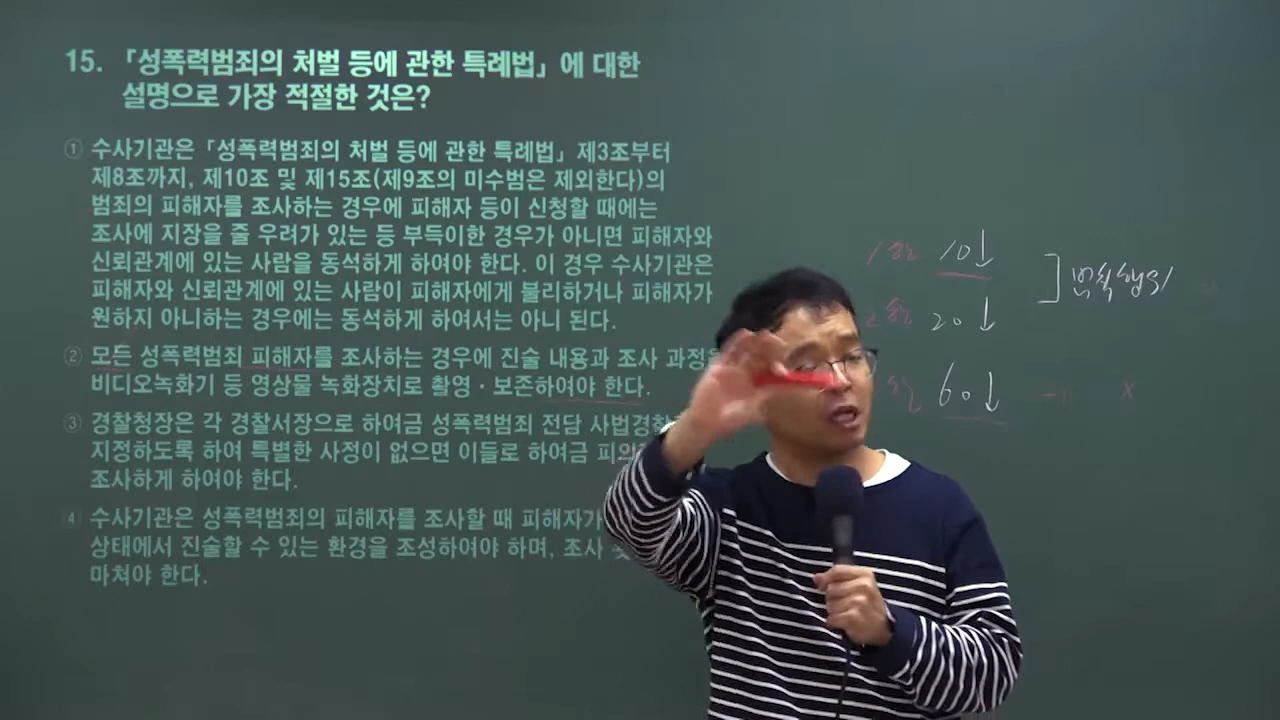 15. 「성폭력범죄의 처벌 등에 관한 특례법」에 대한
설명으로 가장 적절한 것은?
① 수사기관은 「성폭력범죄의 처벌 등에 관한 특례법」 제3조부터
제8조까지, 제10조 및 제15조(제9조의 미수범은 제외한다)의
범죄의 피해자를 조사하는 경우에 피해자 등이 신청할 때에는
조사에 지장을 줄 우려가 있는 등 부득이한 경우가 아니면 피해자와
신뢰관계에 있는 사람을 동석하게 하여야 한다. 이 경우 수사기관은
피해자와 신뢰관계에 있는 사람이 피해자에게 불리하거나 피해자가
원하지 아니하는 경우에는 동석하게 하여서는 아니 된다.
② 모든 성폭력범죄 피해자를 조사하는 경우에 진술 내용과 조사 과정을
비디오녹화기 등 영상물 녹화장치로 촬영·보존하여야 한다.
③ 경찰청장은 각 경찰서장으로 하여금 성폭력범죄 전담 사법경찰
지정하도록 하여 특별한 사정이 없으면 이들로 하여금
조사하게 하여야 한다.
④ 수사기관은 성폭력범죄의 피해자를 조사할 때 피해자가
상태에서 진술할 수 있는 환경을 조성하여야 하며, 조사
마쳐야 한다.
10↓
20↓
60↓
범칙행위
x